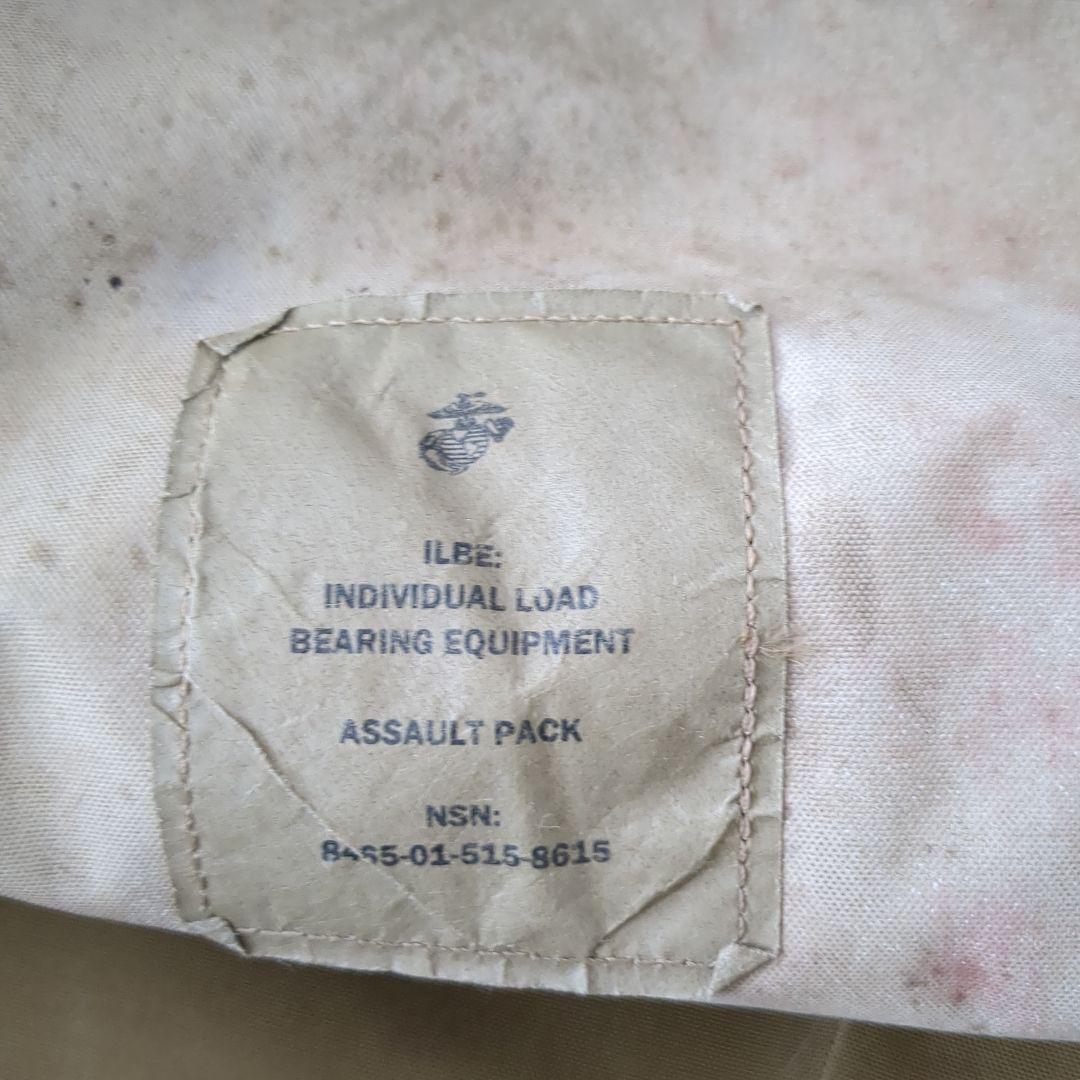 ILBE:
INDIVIDUAL LOAD
BEARING EQUIPMENT
ASSAULT PACK
NSN:
8465-01-515-8615